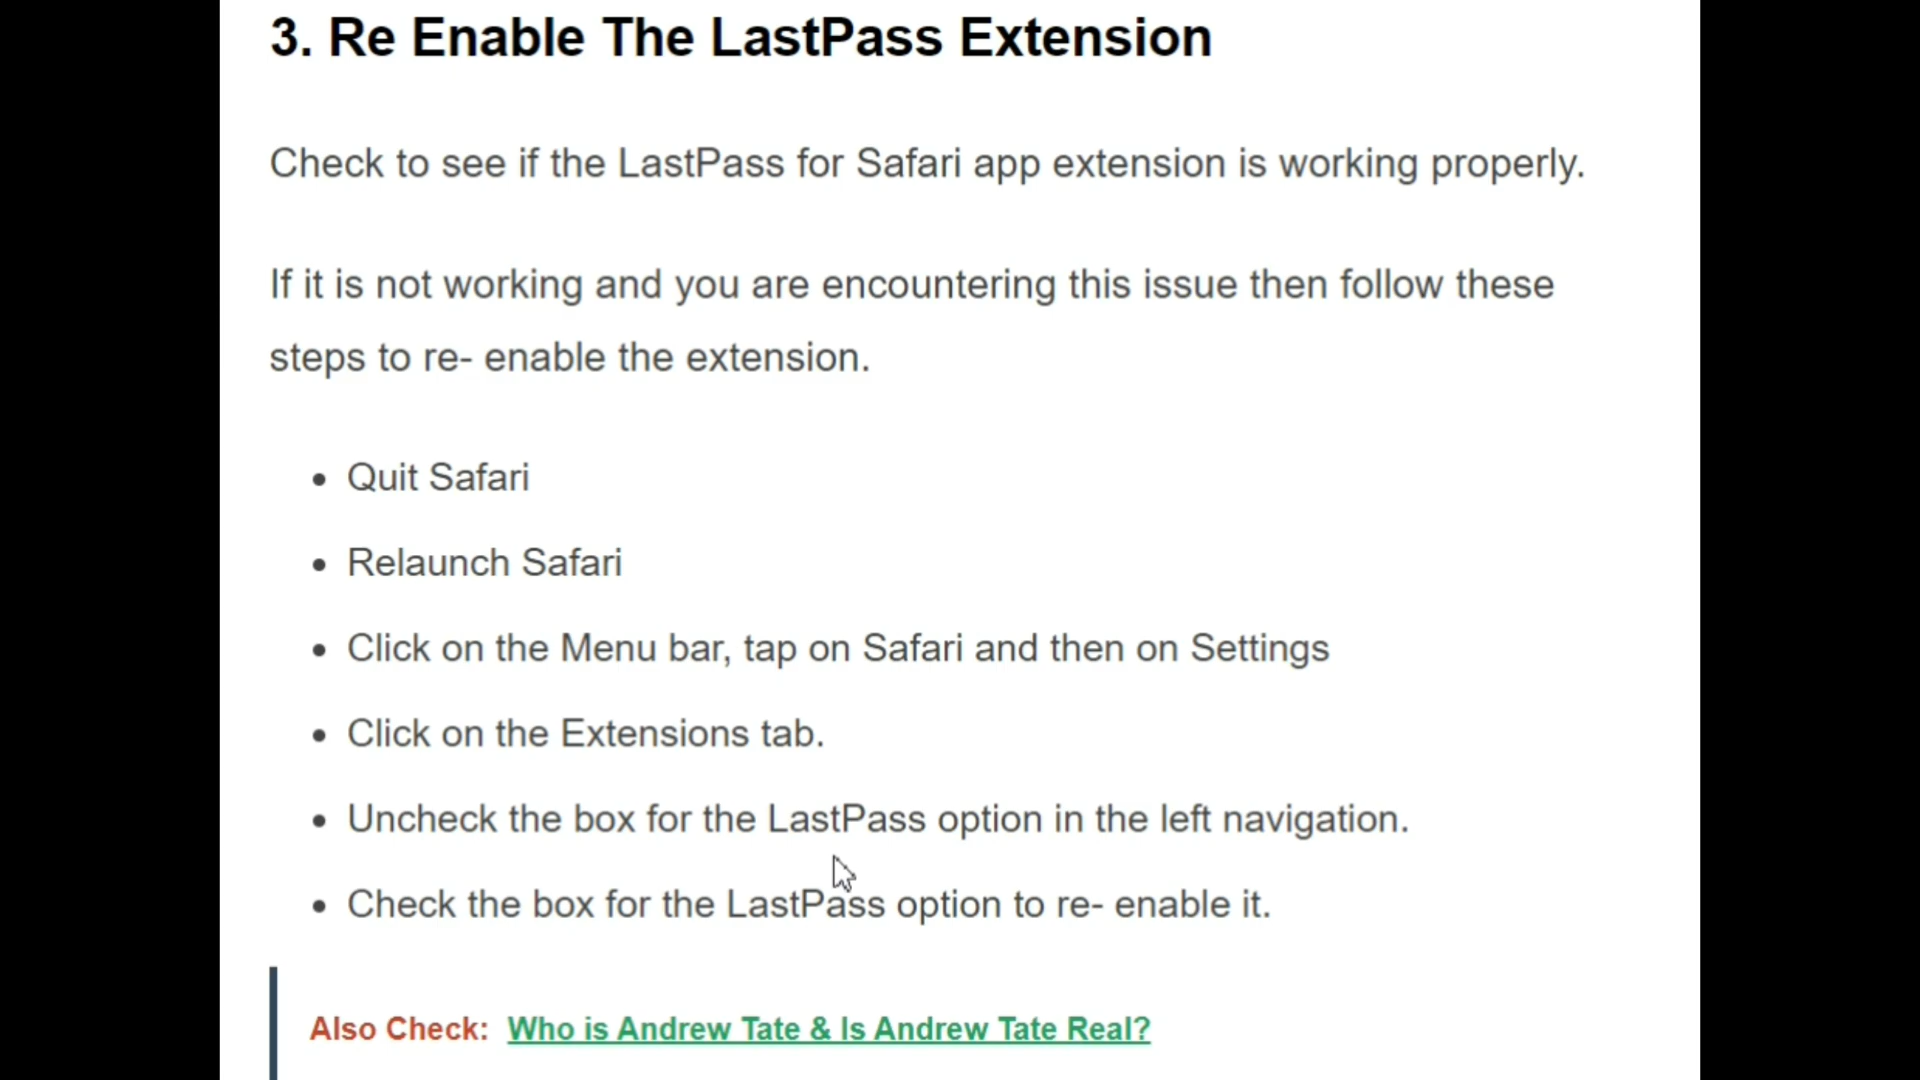 3. Re Enable The LastPass Extension
Check to see if the LastPass for Safari app extension is working properly.
If it is not working and you are encountering this issue then follow these
steps to re- enable the extension.
• Quit Safari
• Relaunch Safari
• Click on the Menu bar, tap on Safari and then on Settings
• Click on the Extensions tab.
• Uncheck the box for the LastPass option in the left navigation.
• Check the box for the LastPass option to re- enable it.
Also Check: Who is Andrew Tate & Is Andrew Tate Real?